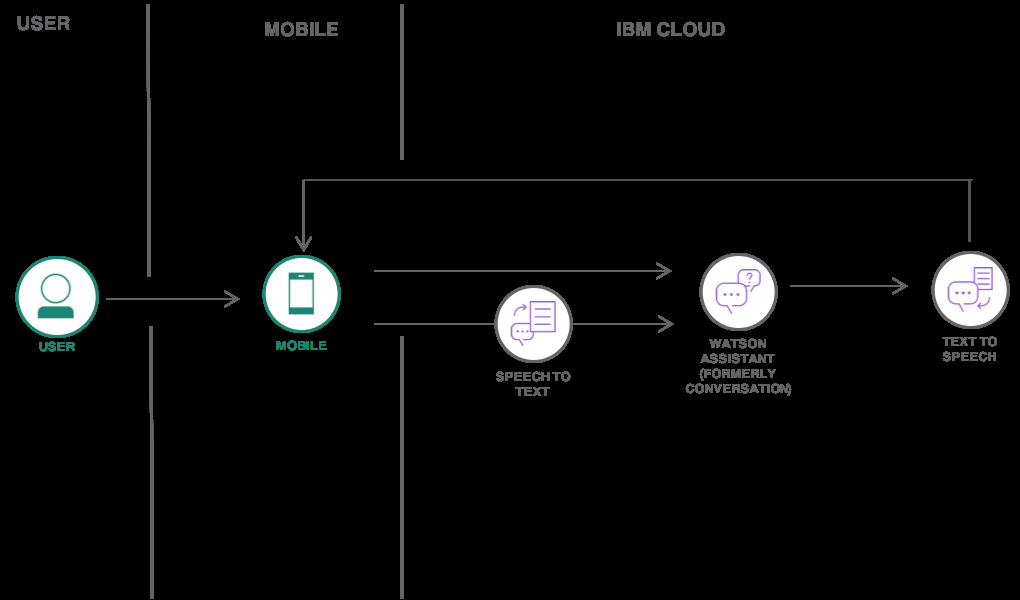 USER
MOBILE
IBM CLOUD
?
USER
MOBILE
SPEECH TO
TEXT
WATSON
ASSISTANT
(FORMERLY
CONVERSATION)
TEXT TO
SPEECH